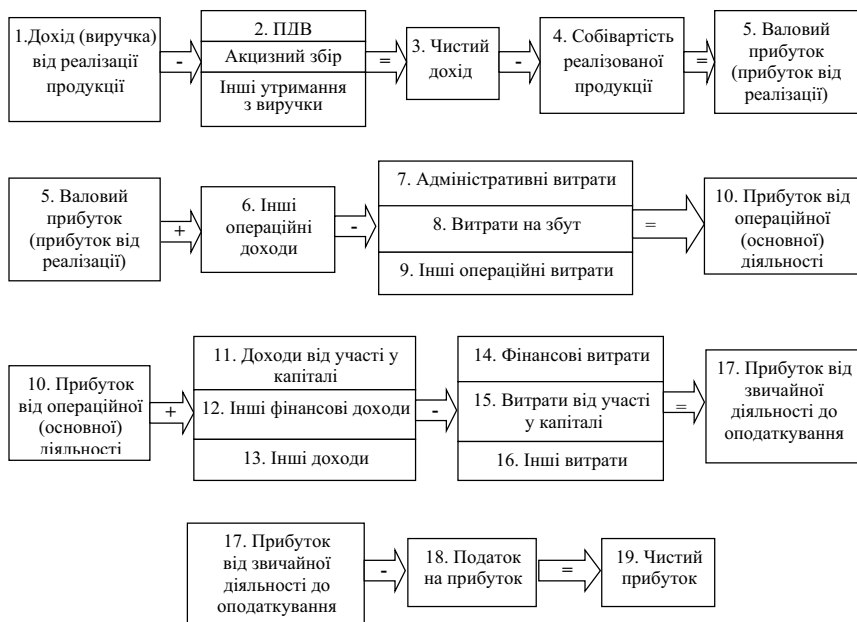 1.Дохід (виручка)
від реалізації
продукції
-
2. ПДВ
Акцизний збір
Інші утримання
з виручки
=
3. Чистий
дохід
-
4. Собівартість
реалізованої
продукції
=
5. Валовий
прибуток
(прибуток від
реалізації)
5. Валовий
прибуток
(прибуток від
реалізації)
+
6. Інші
операційні
доходи
-
7. Адміністративні витрати
8. Витрати на збут
9. Інші операційні витрати
=
10. Прибуток від
операційної
(основної)
діяльності
10. Прибуток
від операційної
(основної)
діяльності
+
11. Доходи від участі у
капіталі
12. Інші фінансові доходи
13. Інші доходи
-
14. Фінансові витрати
15. Витрати від участі
у капіталі
16. Інші витрати
=
17. Прибуток від
звичайної
діяльності до
оподаткування
17. Прибуток
від звичайної
діяльності до
оподаткування
-
18. Податок
на прибуток
=
19. Чистий
прибуток